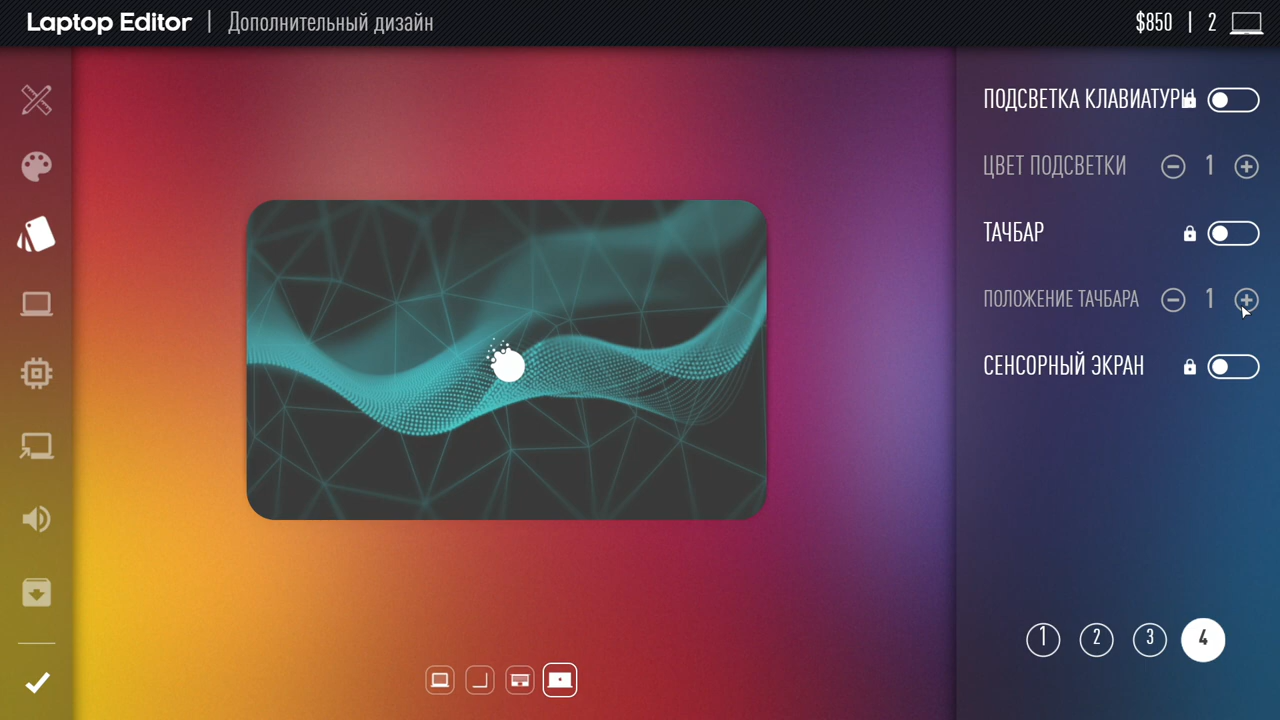 Laptop Editor | Дополнительный дизайн
$850 | 2
ПОДСВЕТКА КЛАВИАТУРЫ
ЦВЕТ ПОДСВЕТКИ 1
ТАЧБАР
ПОЛОЖЕНИЕ ТАЧБАРА 1
СЕНСОРНЫЙ ЭКРАН
1 2 3 4